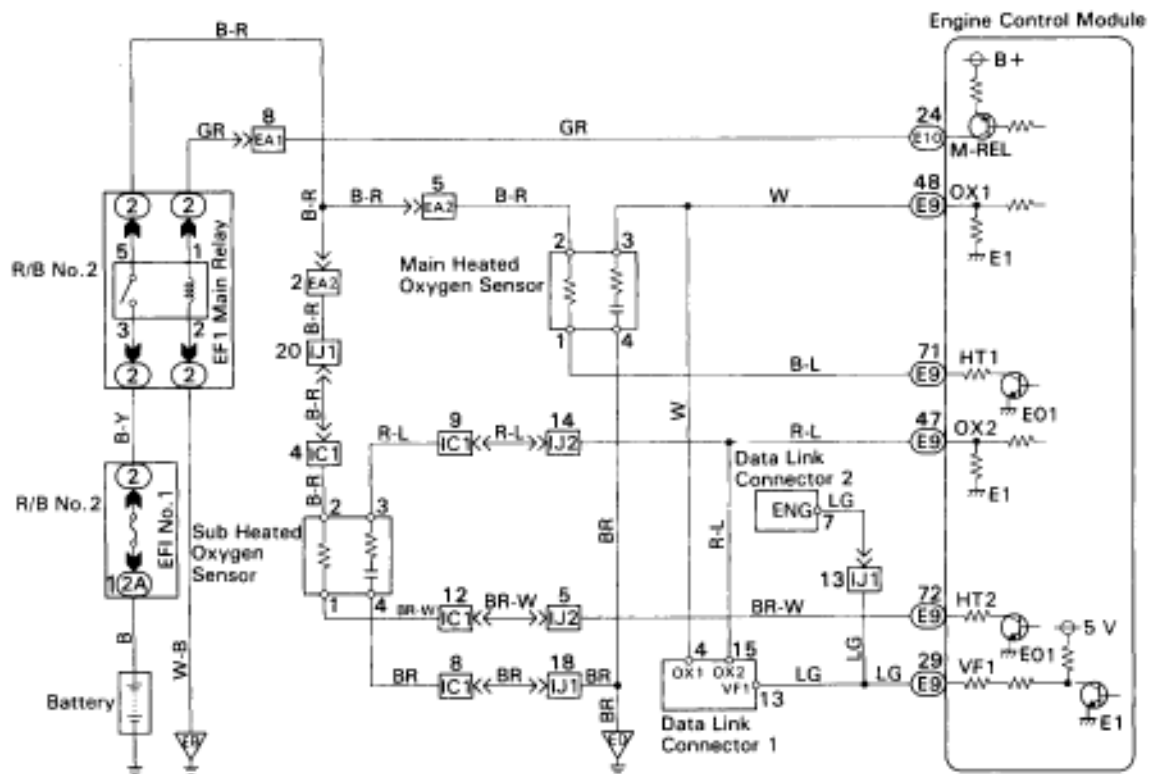 B-R
Engine Control Module
B+
8
GR
EA1
GR
24
E10
M-REL
5
B-R
B-R
EA2
B-R
W
48
E9
OX1
E1
2
2
R/B No.2
5
1
3
2
EF1 Main Relay
2
2
2
EA2
B-R
20
IJ1
B-R
4
IC1
B-R
Main Heated
Oxygen Sensor
2
3
1
4
B-L
71
E9
HT1
EO1
W
B-Y
R-L
9
IC1
R-L
14
IJ2
R-L
47
E9
OX2
E1
Data Link
Connector 2
ENG
7
LG
R-L
BR
13
IJ1
LG
R/B No.2
2
EFI No.1
1
2A
Sub Heated
Oxygen
Sensor
2
3
1
4
BR-W
12
IC1
BR-W
5
IJ2
BR-W
72
E9
HT2
EO1
5 V
BR
8
IC1
BR
18
IJ1
BR
BR
4
15
OX1
OX2
VF1
13
LG
LG
29
E9
VF1
E1
B
W-B
Battery
ED
Data Link
Connector 1